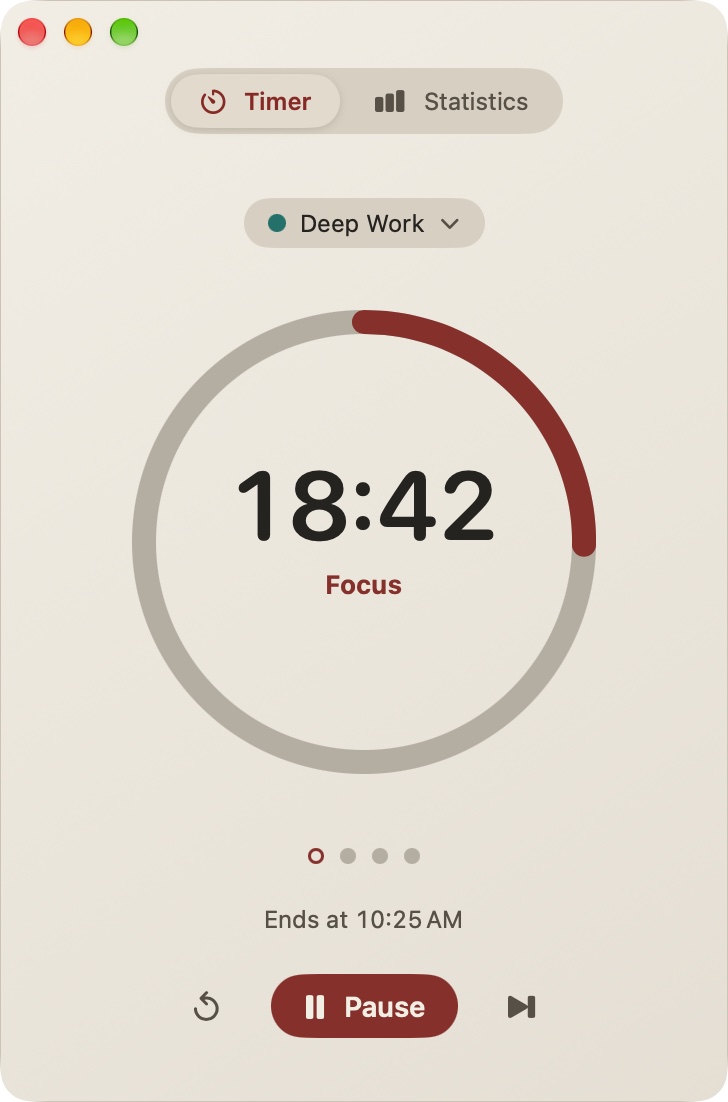 Timer
Statistics
Deep Work
18:42
Focus
Ends at 10:25 AM
Pause